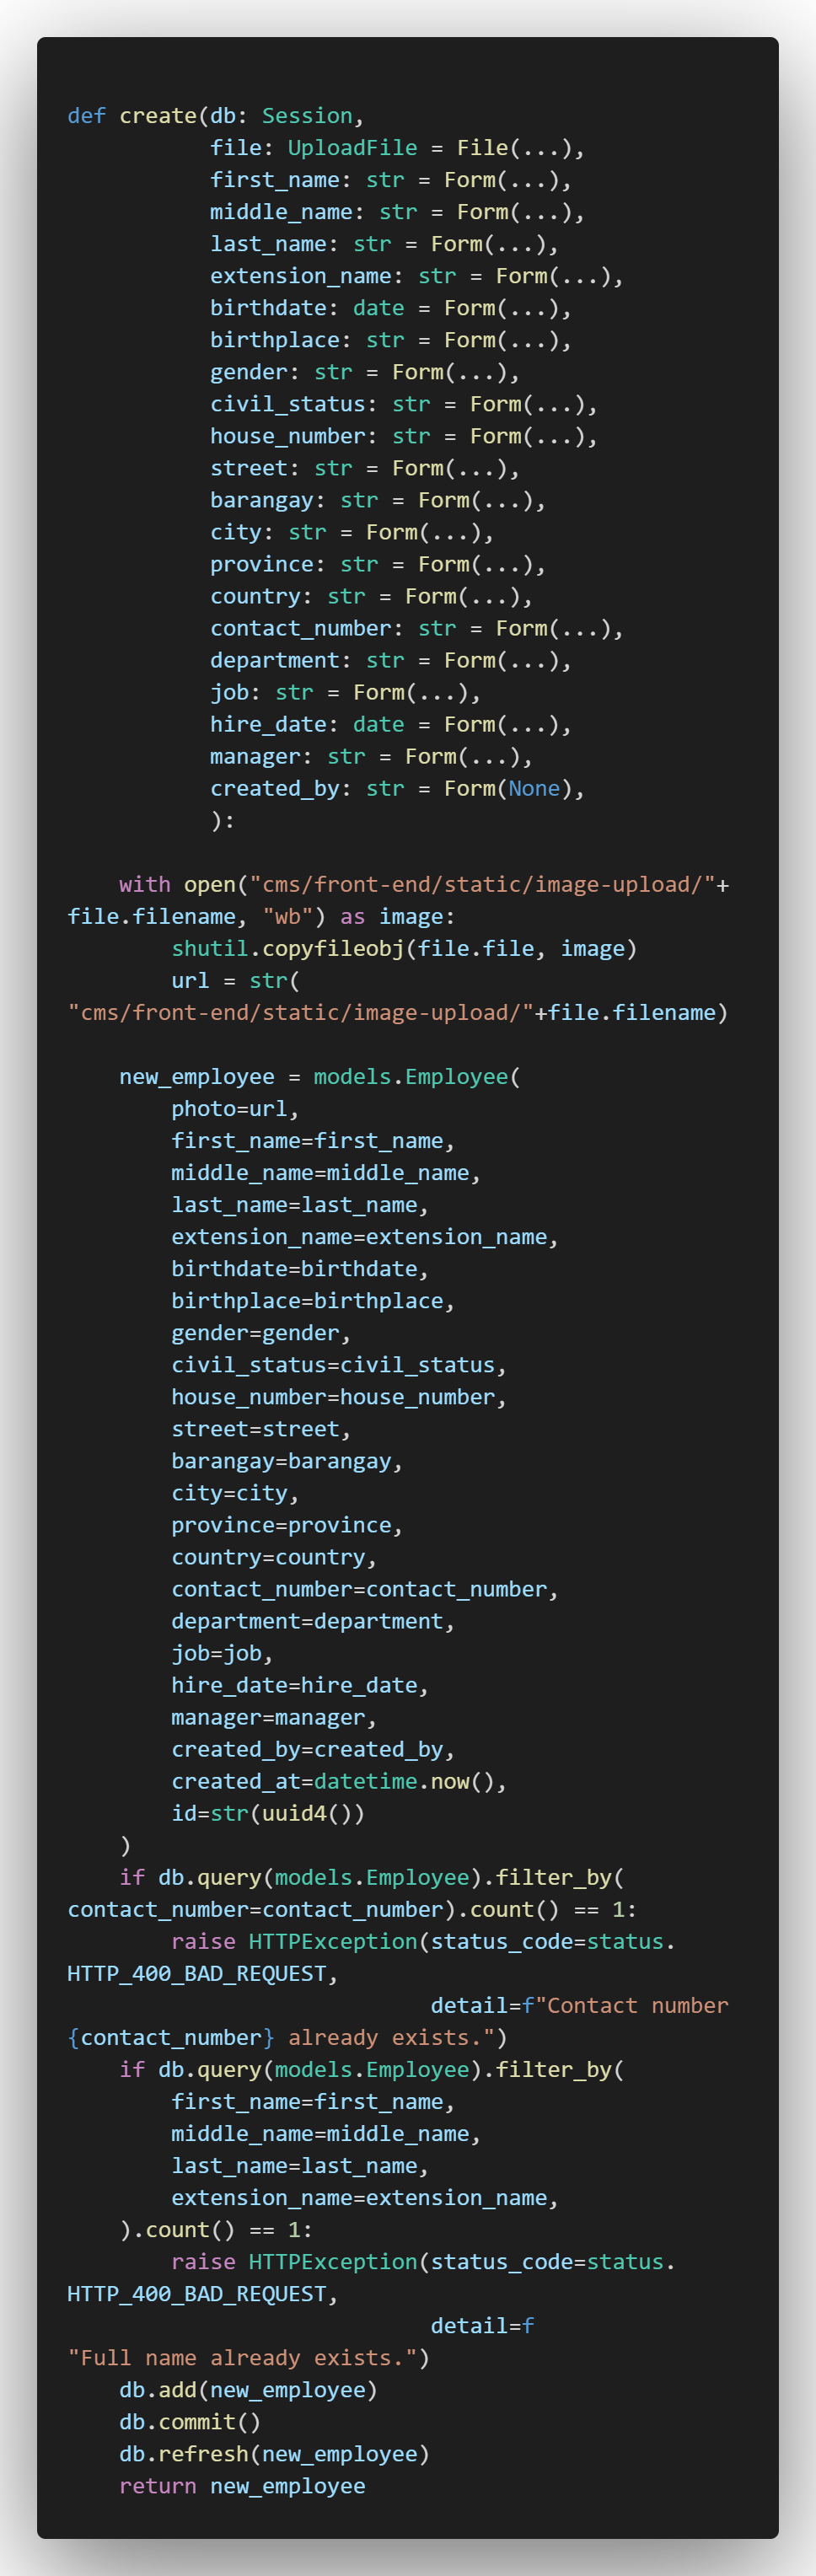 def create(db: Session,
           file: UploadFile = File(...),
           first_name: str = Form(...),
           middle_name: str = Form(...),
           last_name: str = Form(...),
           extension_name: str = Form(...),
           birthdate: date = Form(...),
           birthplace: str = Form(...),
           gender: str = Form(...),
           civil_status: str = Form(...),
           house_number: str = Form(...),
           street: str = Form(...),
           barangay: str = Form(...),
           city: str = Form(...),
           province: str = Form(...),
           country: str = Form(...),
           contact_number: str = Form(...),
           department: str = Form(...),
           job: str = Form(...),
           hire_date: date = Form(...),
           manager: str = Form(...),
           created_by: str = Form(None),
           ):

    with open("cms/front-end/static/image-upload/"+
file.filename, "wb") as image:
        shutil.copyfileobj(file.file, image)
        url = str(
"cms/front-end/static/image-upload/"+file.filename)

    new_employee = models.Employee(
        photo=url,
        first_name=first_name,
        middle_name=middle_name,
        last_name=last_name,
        extension_name=extension_name,
        birthdate=birthdate,
        birthplace=birthplace,
        gender=gender,
        civil_status=civil_status,
        house_number=house_number,
        street=street,
        barangay=barangay,
        city=city,
        province=province,
        country=country,
        contact_number=contact_number,
        department=department,
        job=job,
        hire_date=hire_date,
        manager=manager,
        created_by=created_by,
        created_at=datetime.now(),
        id=str(uuid4())
    )
    if db.query(models.Employee).filter_by(
contact_number=contact_number).count() == 1:
        raise HTTPException(status_code=status.
HTTP_400_BAD_REQUEST,
                            detail=f"Contact number
{contact_number} already exists.")
    if db.query(models.Employee).filter_by(
        first_name=first_name,
        middle_name=middle_name,
        last_name=last_name,
        extension_name=extension_name,
    ).count() == 1:
        raise HTTPException(status_code=status.
HTTP_400_BAD_REQUEST,
                            detail=f
"Full name already exists.")
    db.add(new_employee)
    db.commit()
    db.refresh(new_employee)
    return new_employee